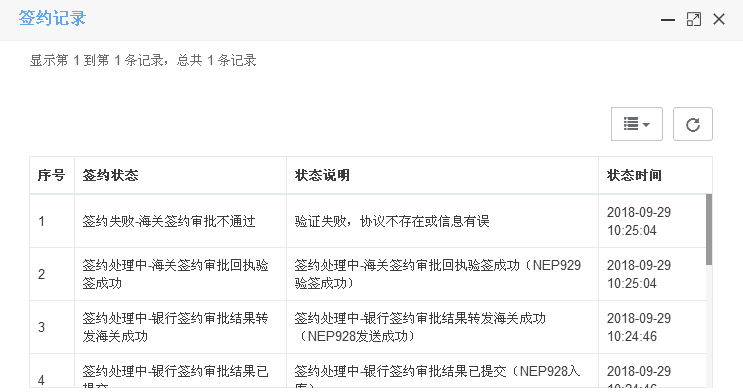 签约记录
显示第 1 到第 1 条记录，总共 1 条记录
序号 签约状态 状态说明 状态时间
1 签约失败-海关签约审批不通过 验证失败，协议不存在或信息有误 2018-09-29
10:25:04
2 签约处理中-海关签约审批回执验 签约处理中-海关签约审批回执验签成功（NEP929 2018-09-29
签成功 验签成功） 10:25:04
3 签约处理中-银行签约审批结果转 签约处理中-银行签约审批结果转发海关成功 2018-09-29
发海关成功 （NEP928发送成功） 10:24:46
4 签约处理中-银行签约审批结果已 签约处理中-银行签约审批结果已提交（NEP928入 2018-09-29
提交 库） 10:24:46